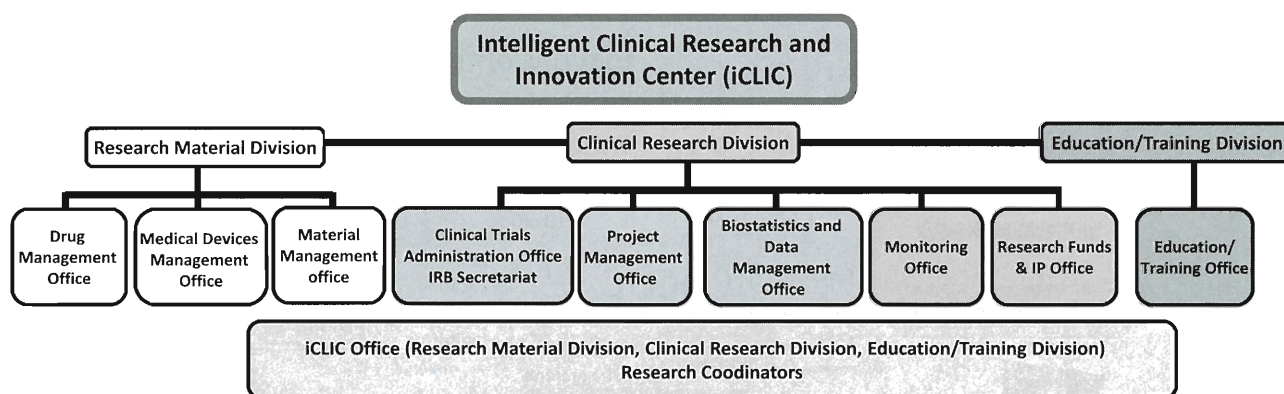 Intelligent Clinical Research and
Innovation Center (iCLIC)
Research Material Division
Clinical Research Division
Education/Training Division
Drug
Management
Office
Medical Devices
Management
Office
Material
Management
office
Clinical Trials
Administration Office
IRB Secretariat
Project
Management
Office
Biostatistics and
Data
Management
Office
Monitoring
Office
Research Funds
& IP Office
Education/
Training Office
iCLIC Office (Research Material Division, Clinical Research Division, Education/Training Division)
Research Coodinators